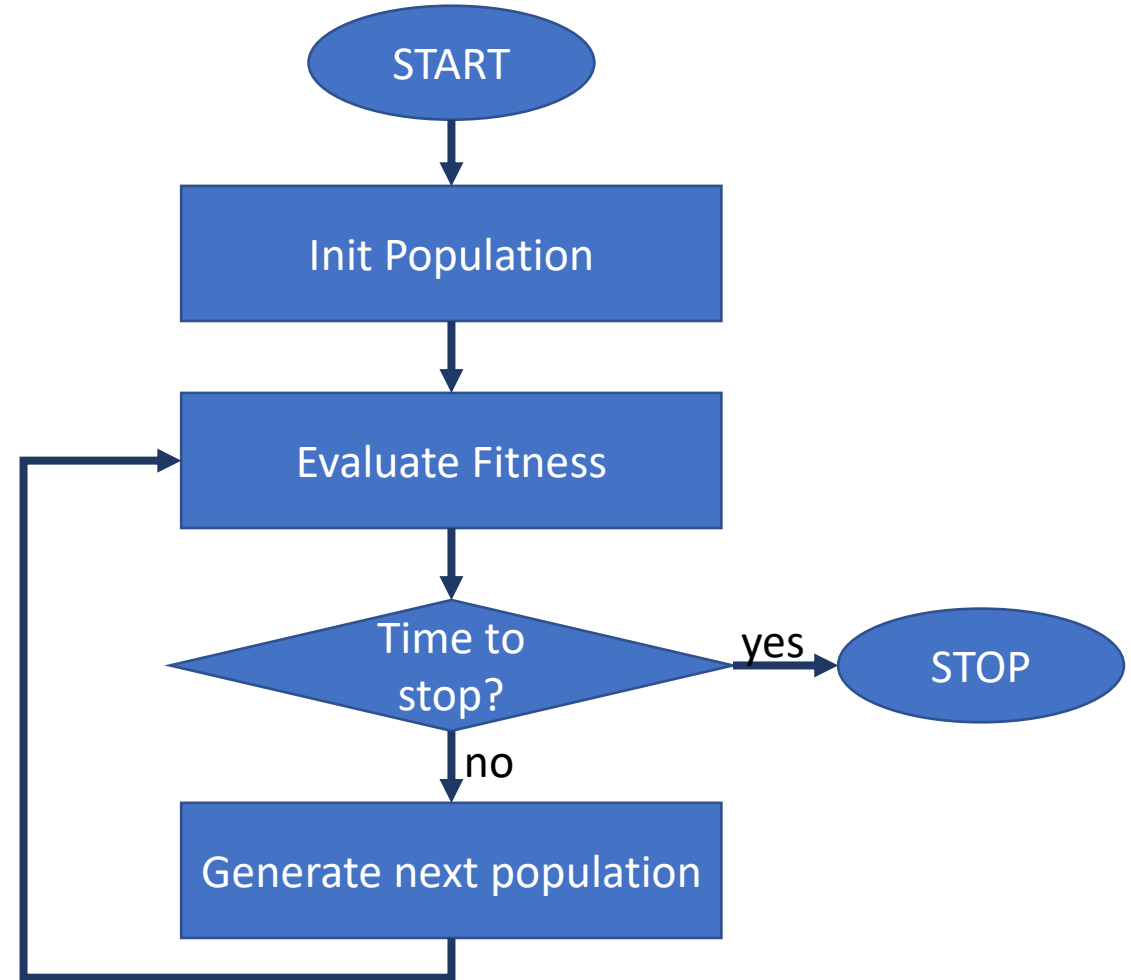 START
Init Population
Evaluate Fitness
Time to
stop?
yes
STOP
no
Generate next population